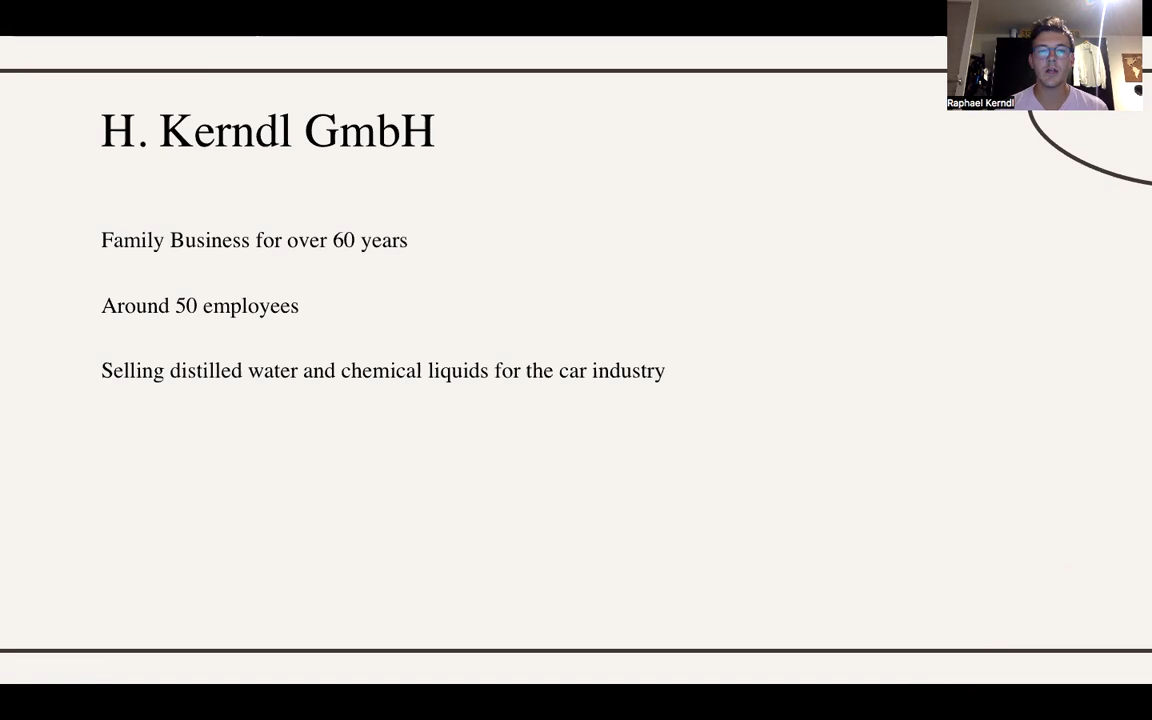 H. Kerndl GmbH
Family Business for over 60 years
Around 50 employees
Selling distilled water and chemical liquids for the car industry
Raphael Kerndl